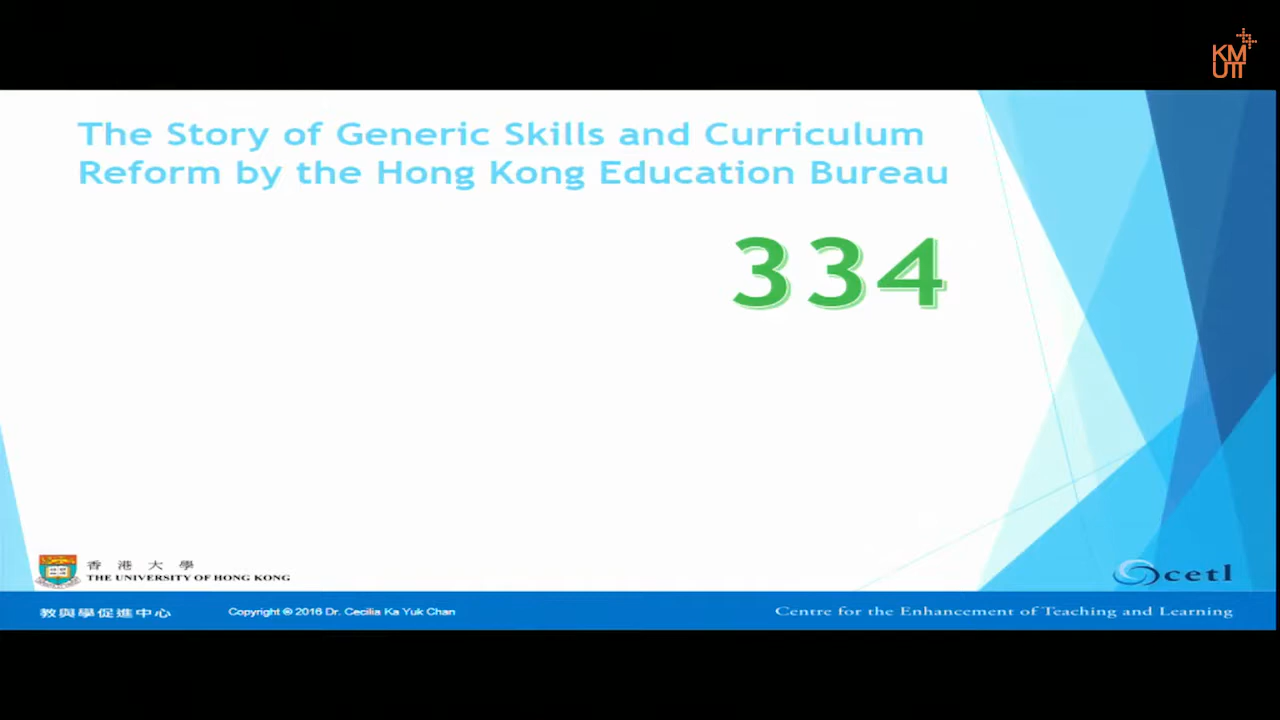 KM
UTT
The Story of Generic Skills and Curriculum
Reform by the Hong Kong Education Bureau
334
香港大學
THE UNIVERSITY OF HONG KONG
cetl
教與學促進中心
Copyright © 2016 Dr. Cecilia Ka Yuk Chan
Centre for the Enhancement of Teaching and Learning